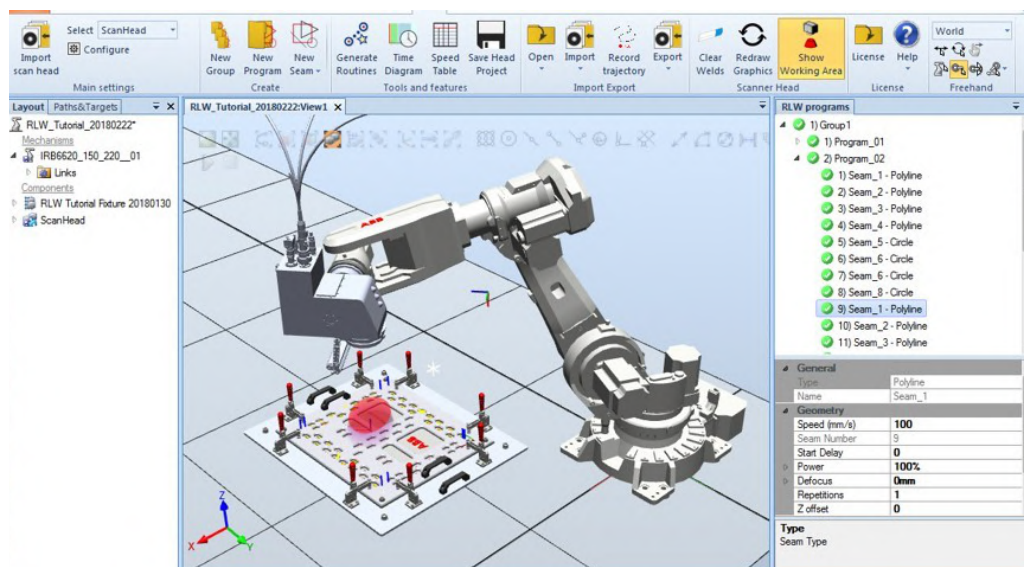 Import
scan head
Select
ScanHead
Configure
Main settings
New
Group
New
Program
New
Seam
Create
Generate
Routines
Time
Diagram
Speed
Table
Save Head
Project
Tools and features
Open
Import
Record
trajectory
Export
Import Export
Clear
Welds
Redraw
Graphics
Show
Working Area
Scanner
Head
License
Help
License
World
Freehand
Layout
Paths&Targets
RLW_Tutorial_20180222:View1
RLW programs
RLW_Tutorial_20180222*
Mechanisms
IRB6620_150_220__01
Links
Components
RLW Tutorial Fixture 20180130
ScanHead
ABB
ABB
Z
X
Y
1) Group1
1) Program_01
2) Program_02
1) Seam_1 - Polyline
2) Seam_2 - Polyline
3) Seam_3 - Polyline
4) Seam_4 - Polyline
5) Seam_5 - Circle
6) Seam_6 - Circle
7) Seam_6 - Circle
8) Seam_8 - Circle
9) Seam_1 - Polyline
10) Seam_2 - Polyline
11) Seam_3 - Polyline
General
Type Polyline
Name Seam_1
Geometry
Speed (mm/s) 100
Seam Number 9
Start Delay 0
Power 100%
Defocus 0mm
Repetitions 1
Z offset 0
Type
Seam Type